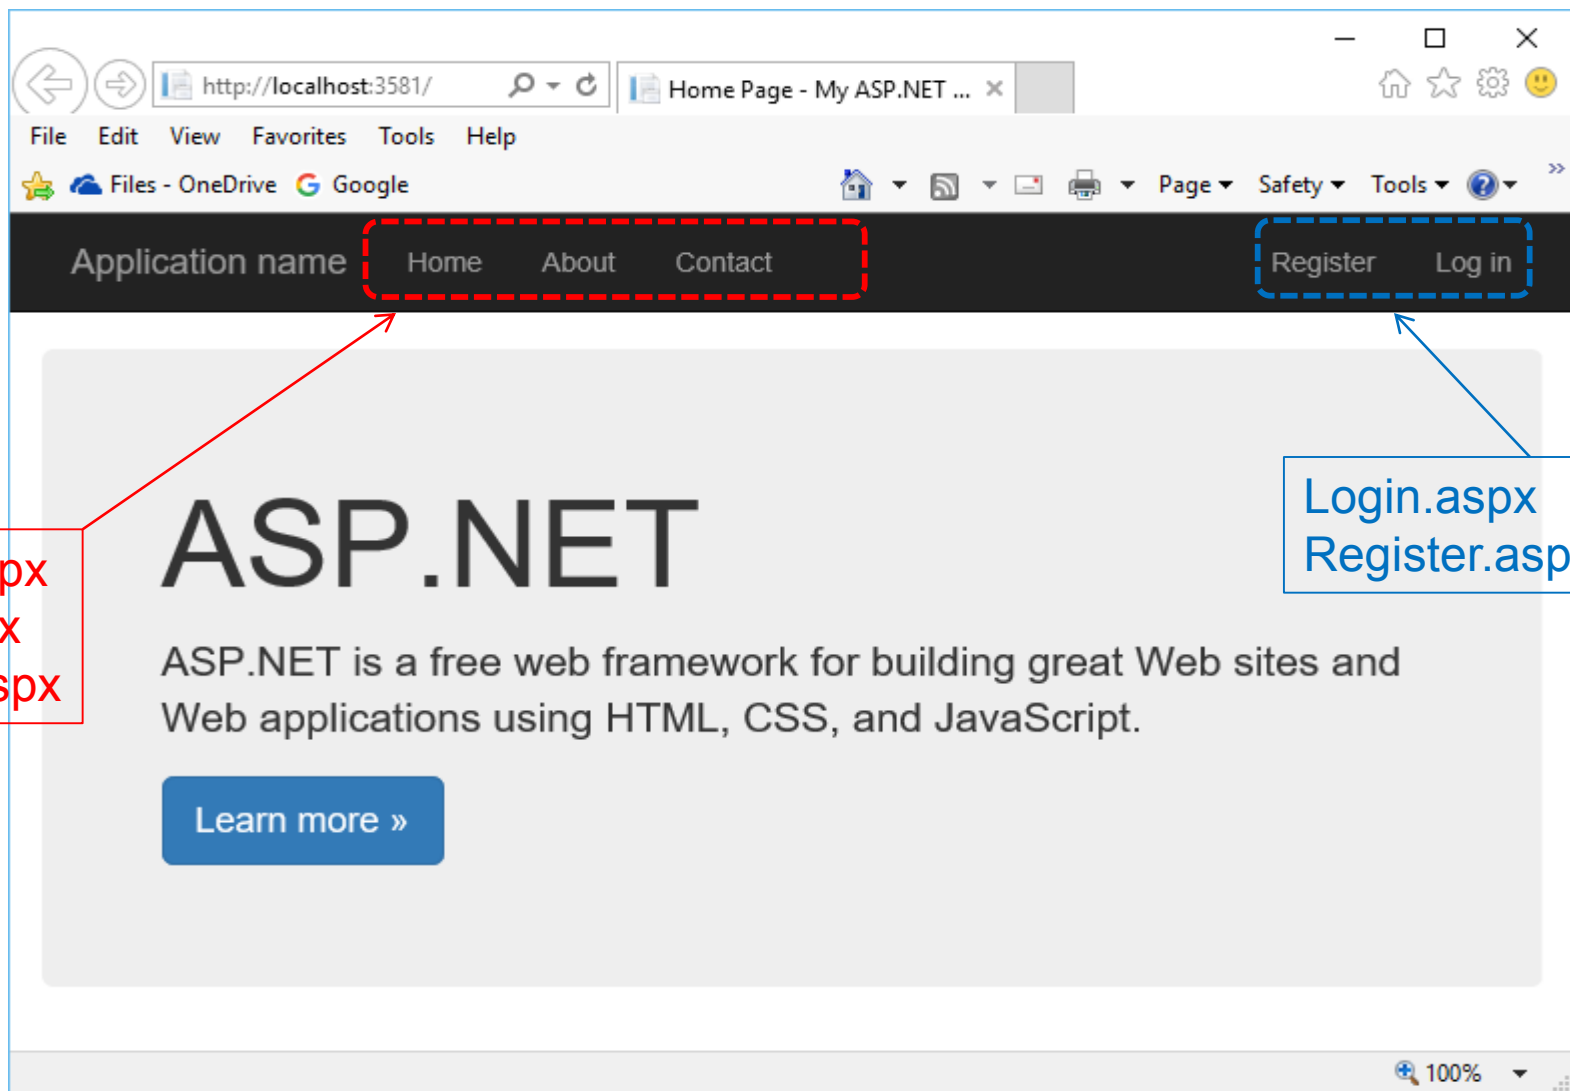 http://localhost:3581/
Home Page - My ASP.NET ...
File Edit View Favorites Tools Help
Files - OneDrive Google Page Safety Tools
Application name Home About Contact Register Log in
Login.aspx
Register.asp
ASP.NET
px
x
spx
ASP.NET is a free web framework for building great Web sites and
Web applications using HTML, CSS, and JavaScript.
Learn more »
100%